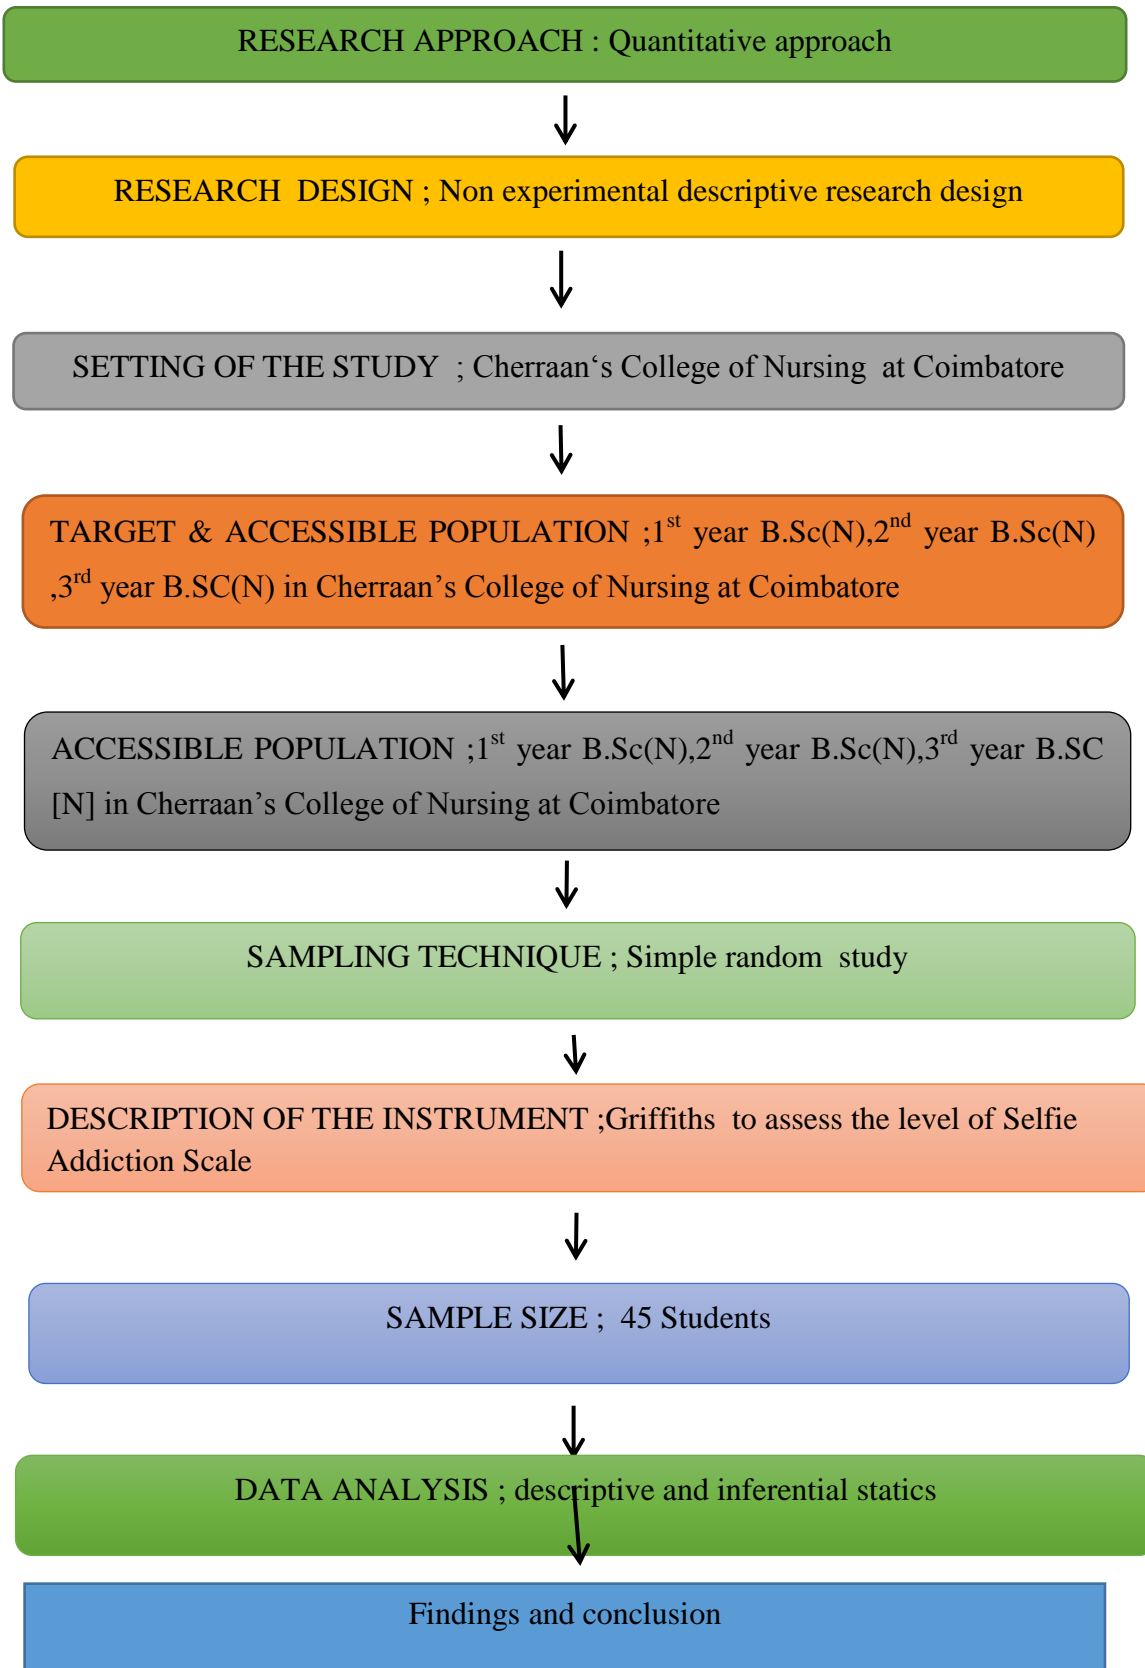 RESEARCH APPROACH : Quantitative approach
RESEARCH DESIGN ; Non experimental descriptive research design
SETTING OF THE STUDY ; Cherraan‘s College of Nursing at Coimbatore
TARGET & ACCESSIBLE POPULATION ;1st year B.Sc(N),2nd year B.Sc(N)
,3rd year B.SC(N) in Cherraan’s College of Nursing at Coimbatore
ACCESSIBLE POPULATION ;1st year B.Sc(N),2nd year B.Sc(N),3rd year B.SC
[N] in Cherraan’s College of Nursing at Coimbatore
SAMPLING TECHNIQUE ; Simple random study
DESCRIPTION OF THE INSTRUMENT ;Griffiths to assess the level of Selfie
Addiction Scale
SAMPLE SIZE ; 45 Students
DATA ANALYSIS ; descriptive and inferential statics
Findings and conclusion